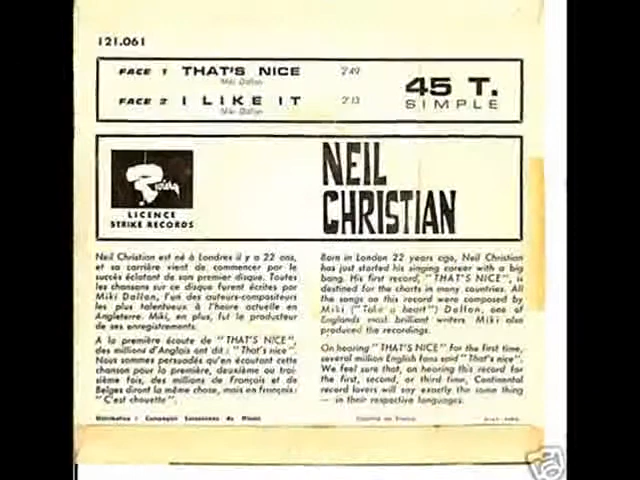 121.061
FACE 1 THAT'S NICE 2'49
Miki Dallon
FACE 2 I LIKE IT 2'13
Miki Dallon
45 T.
SIMPLE
Riviera
LICENCE
STRIKE RECORDS
NEIL
CHRISTIAN
Neil Christian est né à Londres il y a 22 ans,
et sa carrière vient de commencer par le
succès éclatant de son premier disque. Toutes
les chansons sur ce disque furent écrites par
Miki Dallon, l'un des auteurs-compositeurs
les plus talentueux à l'heure actuelle en
Angleterre. Miki, en plus, fut le producteur
de ses enregistrements.
A la première écoute de "THAT'S NICE",
des millions d'Anglais ont dit : "That's nice".
Nous sommes persuadés qu'en écoutant cette
chanson pour la première, deuxième ou troi-
sième fois, des millions de Français et de
Belges diront la même chose, mais en français :
"C'est chouette".
Born in London 22 years ago, Neil Christian
has just started his singing career with a big
bang. His first record, "THAT'S NICE", is
destined for the charts in many countries. All
the songs on this record were composed by
Miki ("Take a heart") Dallon, one of
Englands most brilliant writers. Miki also
produced the recordings.
On hearing "THAT'S NICE" for the first time,
several million English fans said "That's nice".
We feel sure that, on hearing this record for
the first, second, or third time, Continental
record lovers will say exactly the same thing
— in their respective languages.
Distribution : Compagnie Européenne du Disque